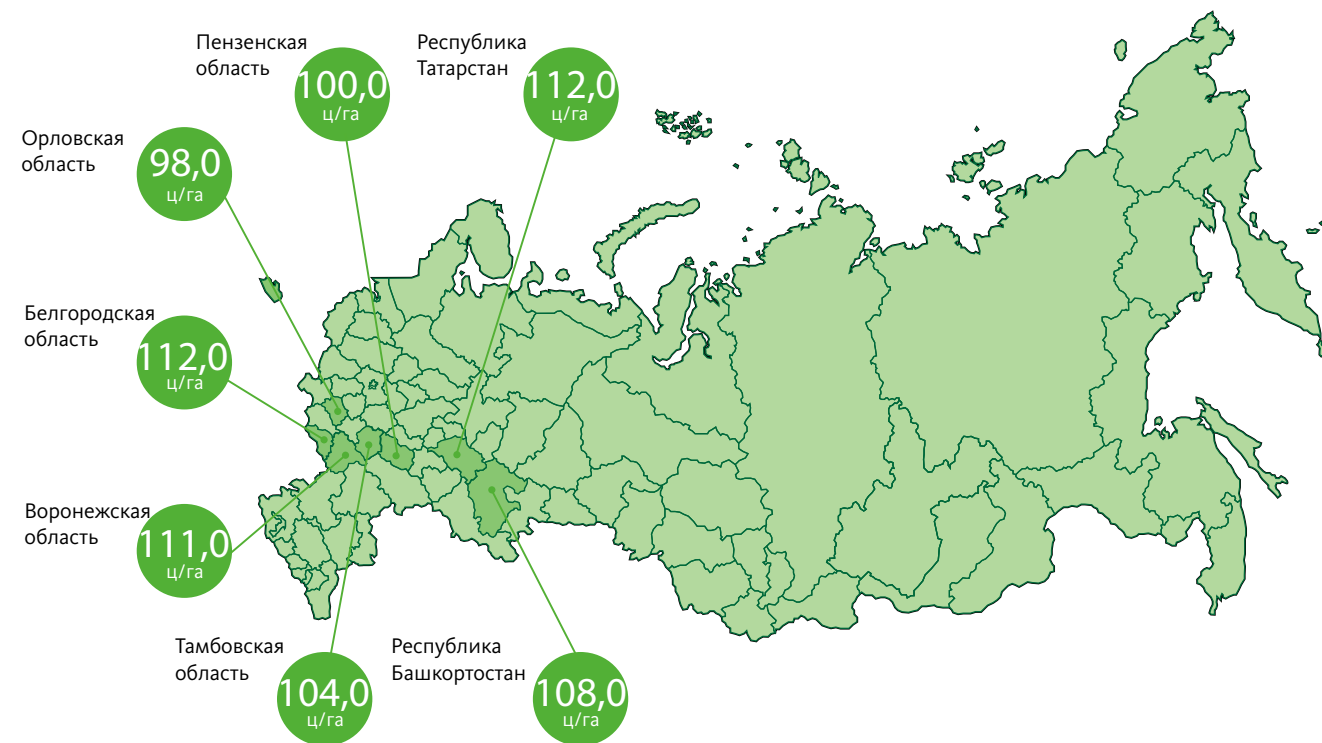 Пензенская
область
100,0
ц/га
Республика
Татарстан
112,0
ц/га
Орловская
область
98,0
ц/га
Белгородская
область
112,0
ц/га
Воронежская
область
111,0
ц/га
Тамбовская
область
104,0
ц/га
Республика
Башкортостан
108,0
ц/га